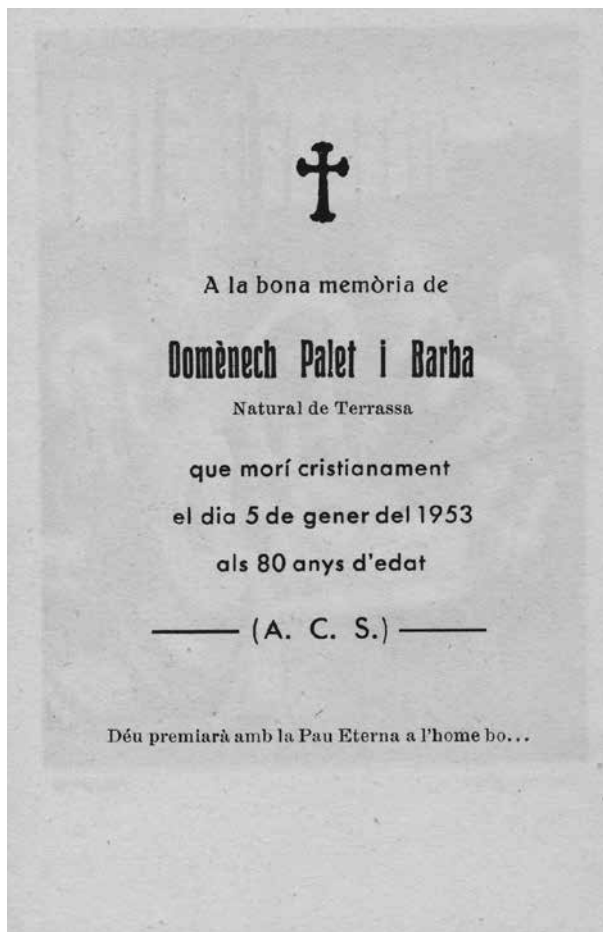 A la bona memòria de
Domènech Palet i Barba
Natural de Terrassa
que morí cristianament
el dia 5 de gener del 1953
als 80 anys d'edat
(A. C. S.)
Déu premiarà amb la Pau Eterna a l'home bo...